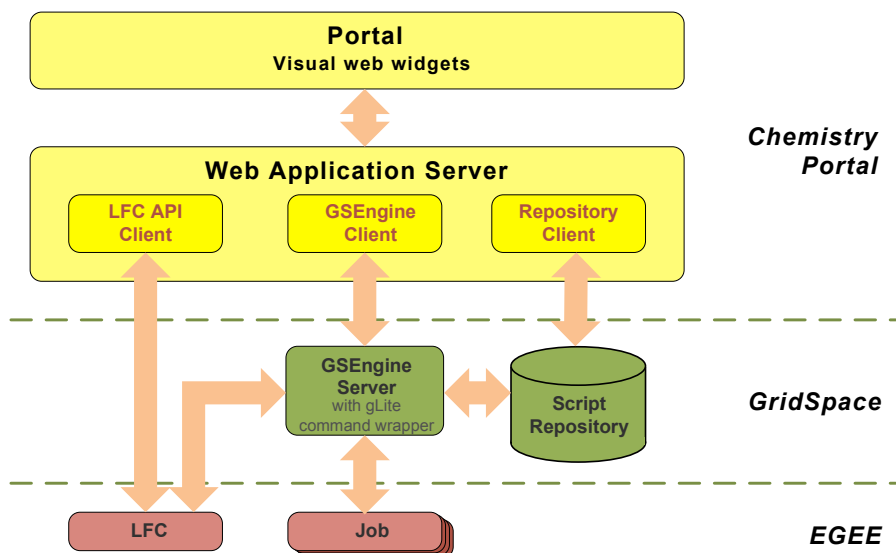 Portal
Visual web widgets
Chemistry
Portal
Web Application Server
LFC API
Client
GSEngine
Client
Repository
Client
GSEngine
Server
with gLite
command wrapper
Script
Repository
GridSpace
LFC
Job
EGEE